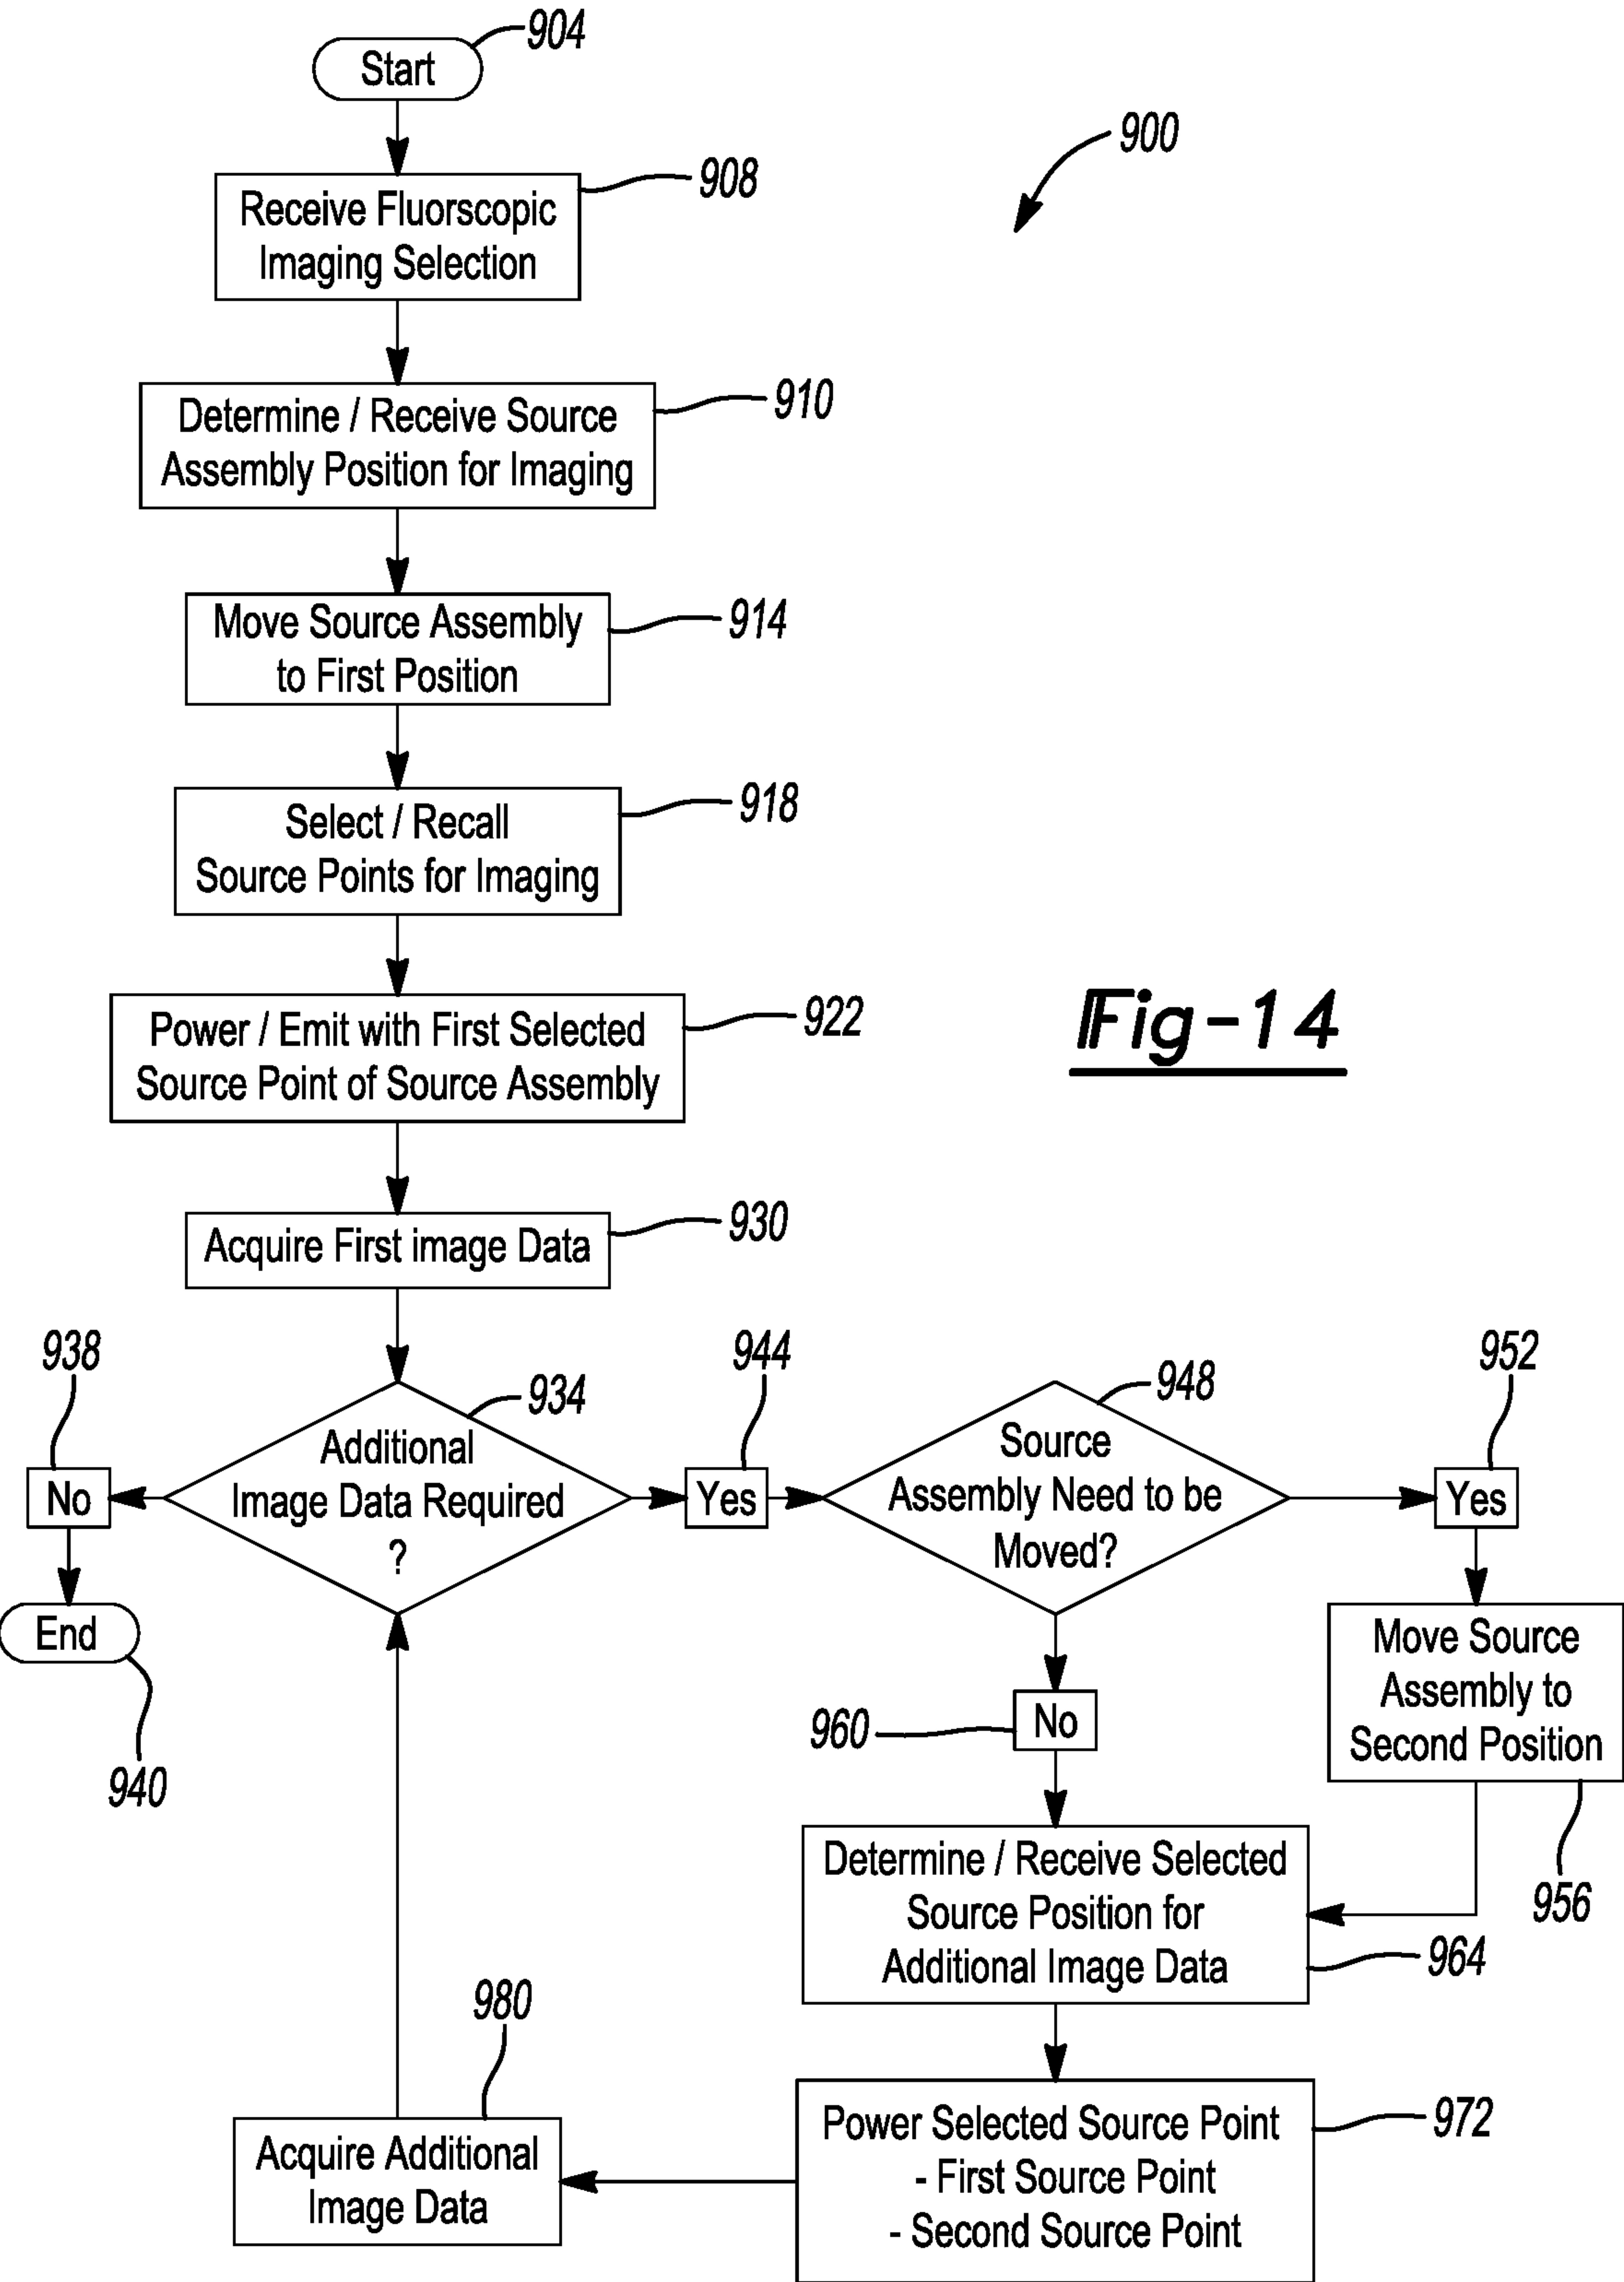 904
Start
900
908
Receive Fluorscopic
Imaging Selection
910
Determine / Receive Source
Assembly Position for Imaging
914
Move Source Assembly
to First Position
918
Select / Recall
Source Points for Imaging
922
Power / Emit with First Selected
Source Point of Source Assembly
Fig-14
930
Acquire First image Data
938
944
952
934
948
Additional
Image Data Required
?
No
Yes
Source
Assembly Need to be
Moved?
Yes
End
940
960
No
Move Source
Assembly to
Second Position
956
Determine / Receive Selected
Source Position for
Additional Image Data
964
980
972
Power Selected Source Point
- First Source Point
- Second Source Point
Acquire Additional
Image Data